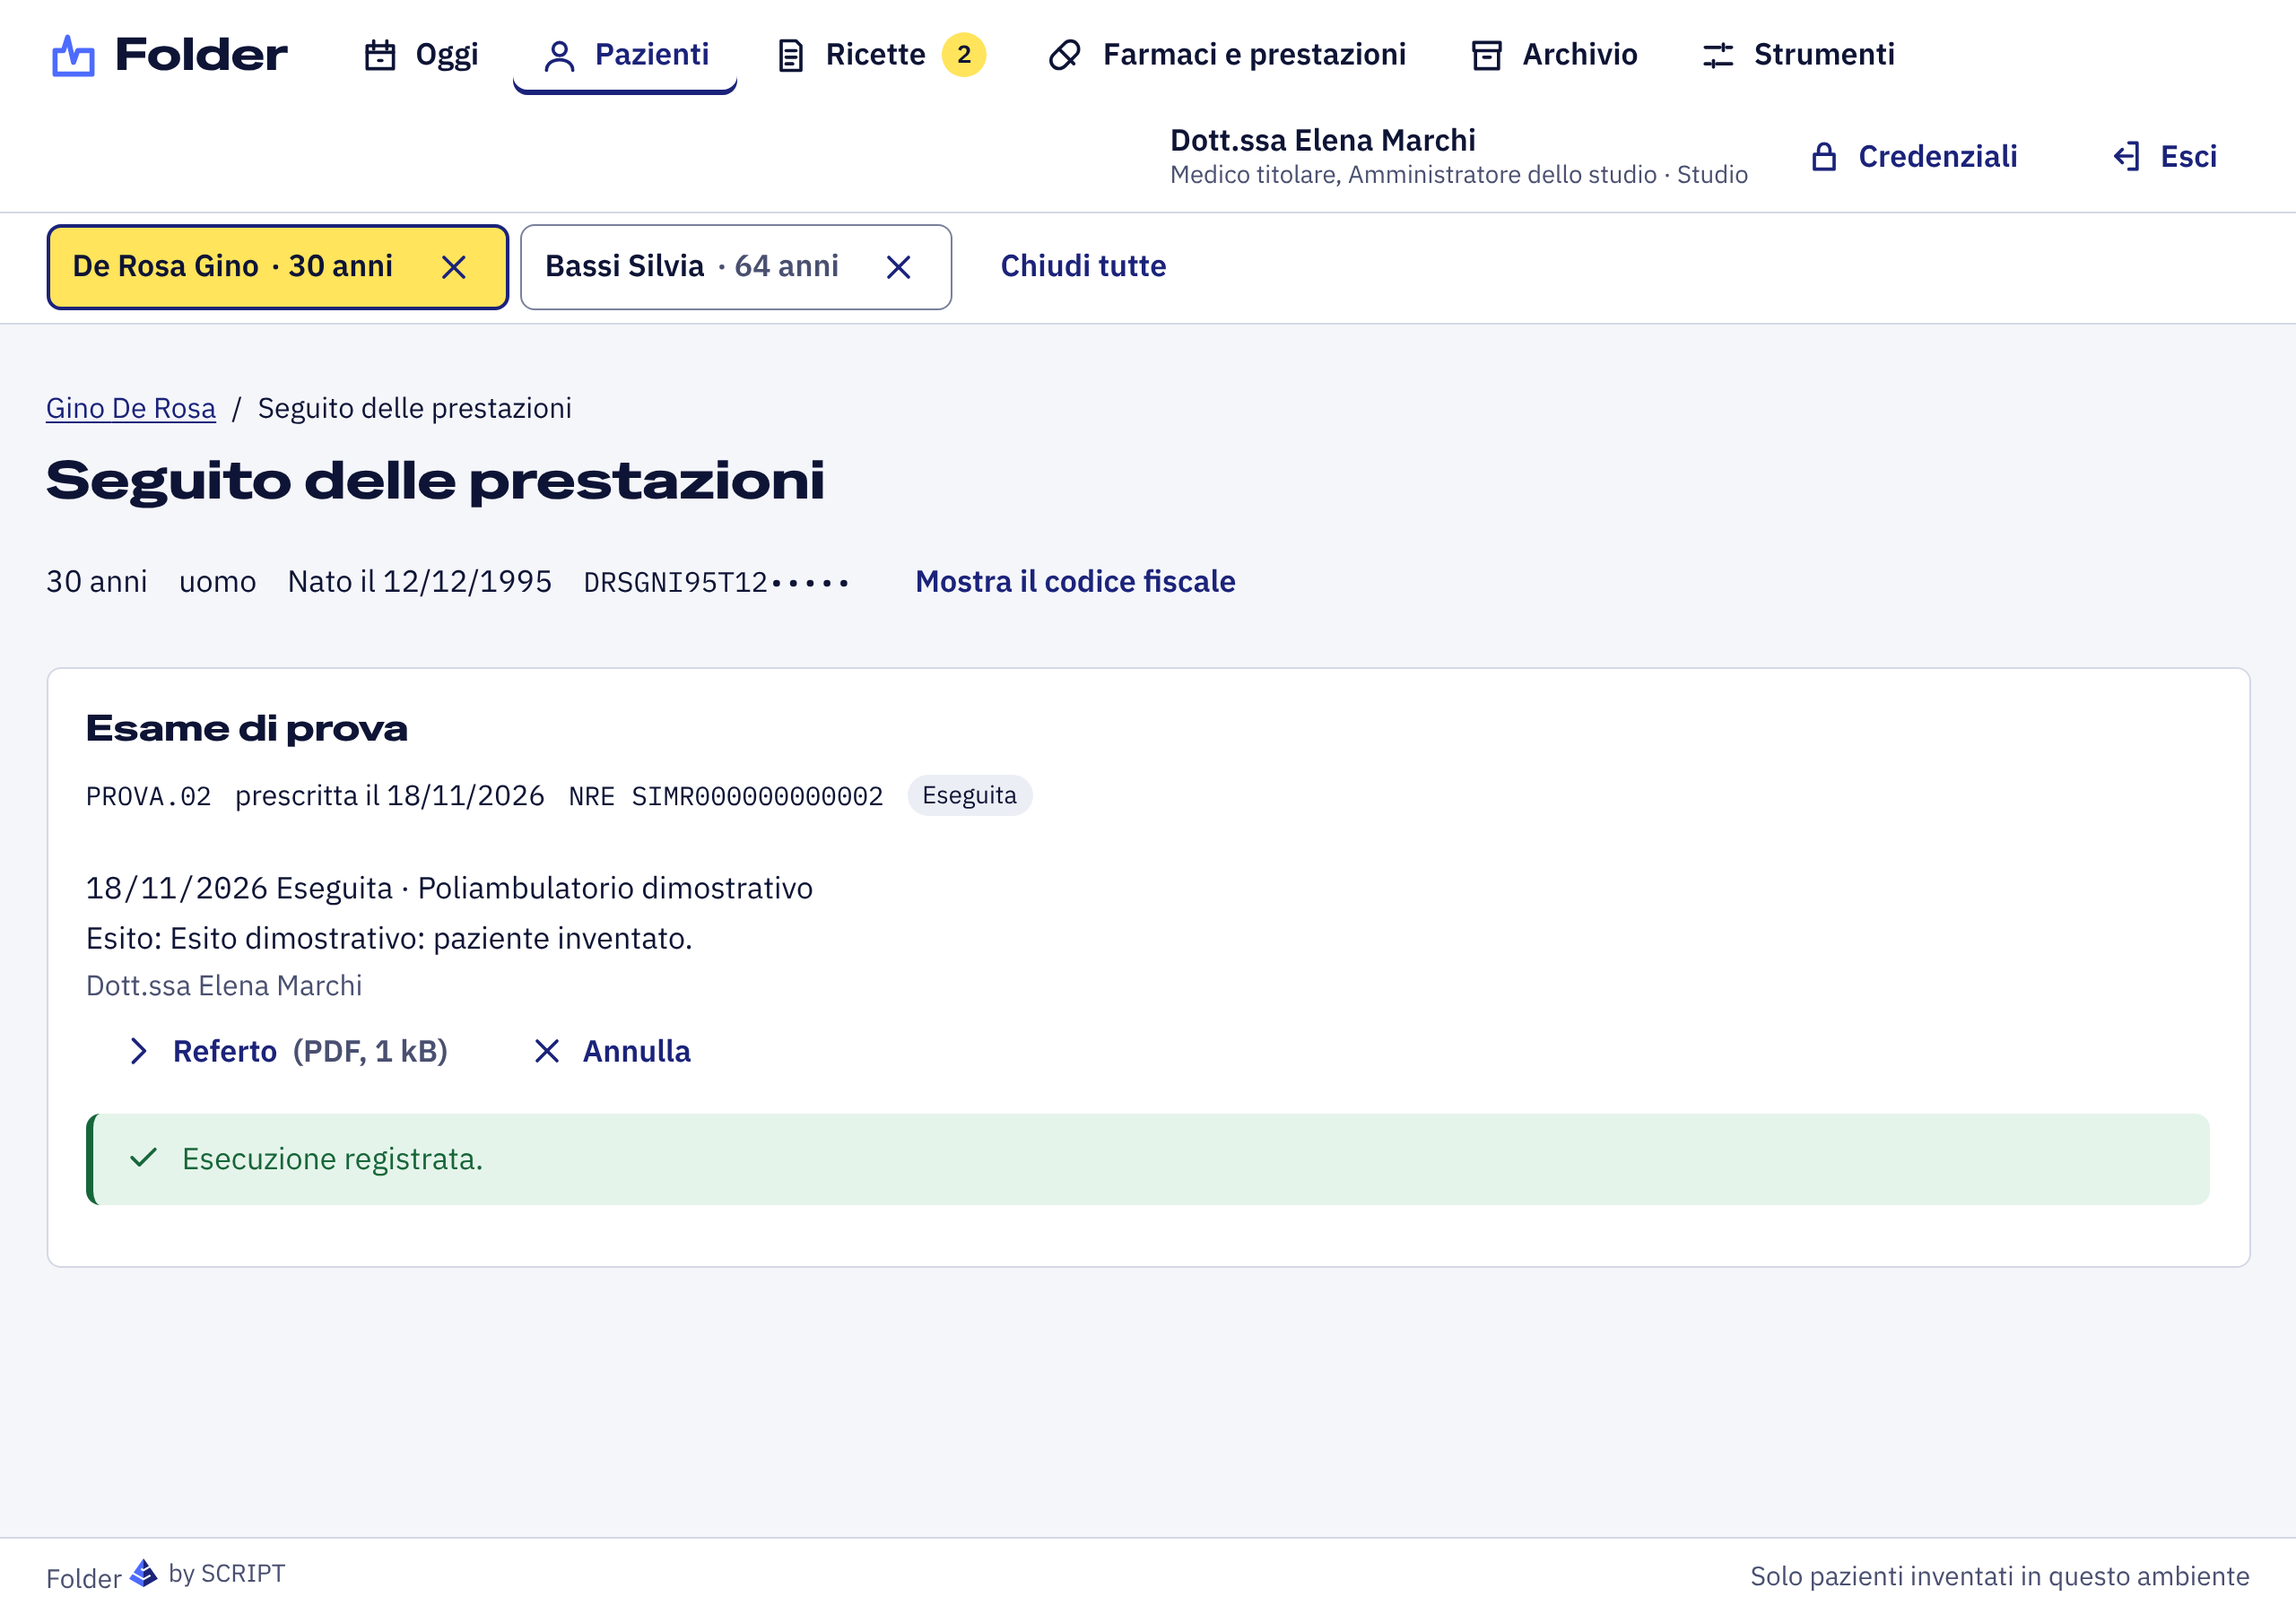 Folder Oggi Pazienti Ricette 2 Farmaci e prestazioni Archivio Strumenti
Dott.ssa Elena Marchi
Medico titolare, Amministratore dello studio · Studio
Credenziali Esci
De Rosa Gino · 30 anni Bassi Silvia · 64 anni Chiudi tutte
Gino De Rosa / Seguito delle prestazioni
Seguito delle prestazioni
30 anni uomo Nato il 12/12/1995 DRSGNI95T12••••• Mostra il codice fiscale
Esame di prova
PROVA.02 prescritta il 18/11/2026 NRE SIMR000000000002 Eseguita
18/11/2026 Eseguita · Poliambulatorio dimostrativo
Esito: Esito dimostrativo: paziente inventato.
Dott.ssa Elena Marchi
Referto (PDF, 1 kB) Annulla
Esecuzione registrata.
Folder by SCRIPT Solo pazienti inventati in questo ambiente